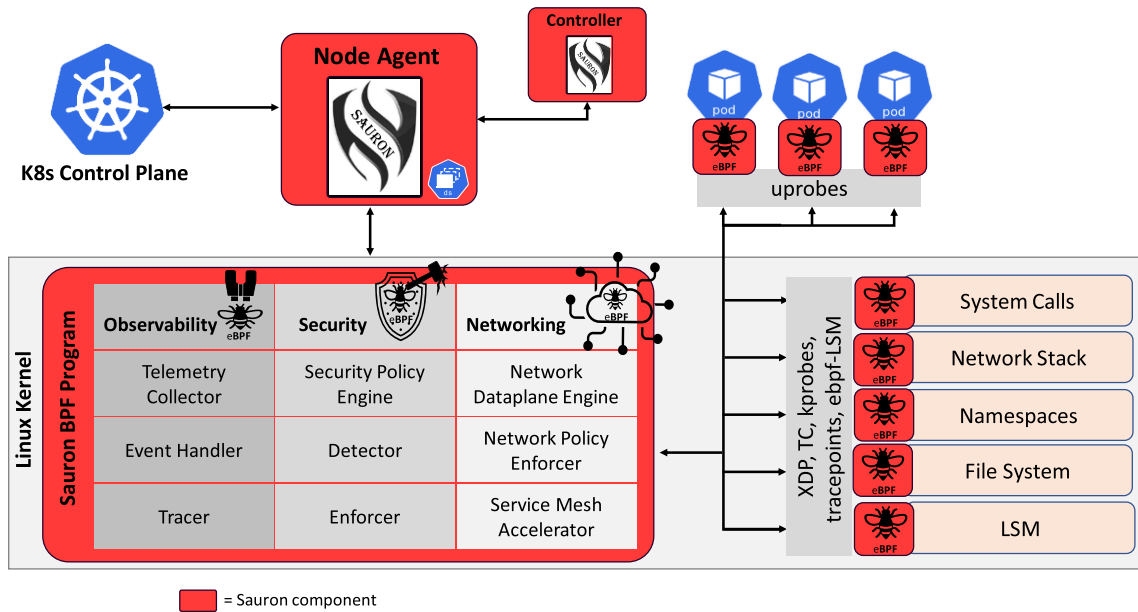 Controller
SAURON
Node Agent
SAURON
ds
K8s Control Plane
pod
pod
pod
eBPF
eBPF
eBPF
uprobes
Linux Kernel
Sauron BPF Program
Observability
eBPF
Security
eBPF
Networking
eBPF
Telemetry
Collector
Security Policy
Engine
Network
Dataplane Engine
Event Handler
Detector
Network Policy
Enforcer
Tracer
Enforcer
Service Mesh
Accelerator
XDP, TC, kprobes,
tracepoints, ebpf-LSM
eBPF
System Calls
eBPF
Network Stack
eBPF
Namespaces
eBPF
File System
eBPF
LSM
= Sauron component